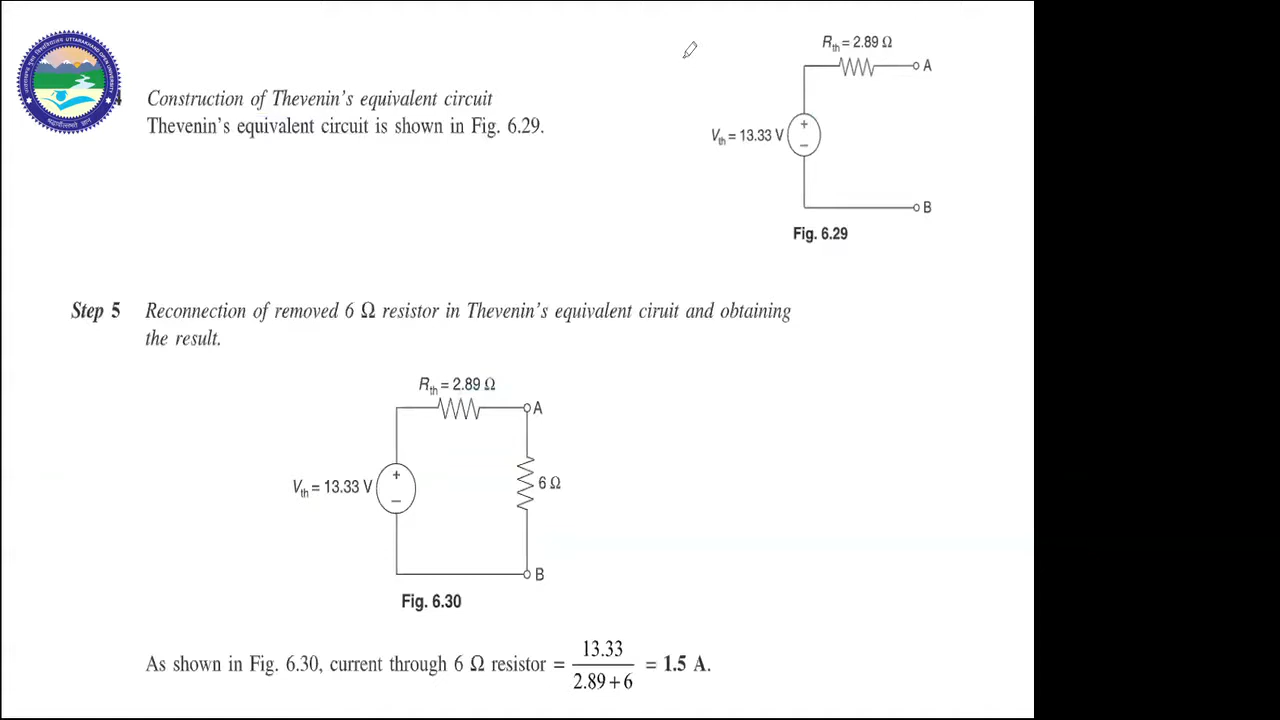 UTTARAKHAND OPEN UNIVERSITY
Construction of Thevenin's equivalent circuit
Thevenin's equivalent circuit is shown in Fig. 6.29.
Rth = 2.89 Ω
A
Vth = 13.33 V
+
−
B
Fig. 6.29
Step 5 Reconnection of removed 6 Ω resistor in Thevenin's equivalent ciruit and obtaining
the result.
Rth = 2.89 Ω
A
Vth = 13.33 V
+
−
6 Ω
B
Fig. 6.30
As shown in Fig. 6.30, current through 6 Ω resistor = 13.33 / 2.89 + 6 = 1.5 A.